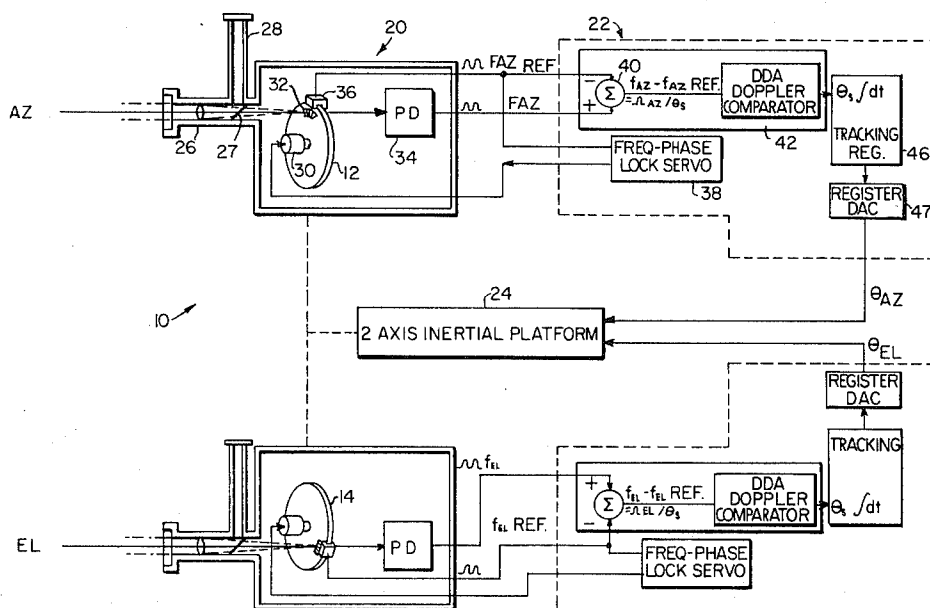 28
20
22
FAZ REF
40
32
36
fAZ-fAZ REF.
=Ω AZ/θs
DDA
DOPPLER
COMPARATOR
θs∫dt
AZ
FAZ
PD
TRACKING
REG.
26
27
30
12
34
42
46
FREQ-PHASE
LOCK SERVO
38
REGISTER
DAC
47
24
θAZ
10
2 AXIS INERTIAL PLATFORM
θEL
REGISTER
DAC
fEL
TRACKING
14
Σ
fEL-fEL REF.
=Ω EL/θs
DDA
DOPPLER
COMPARATOR
θs∫dt
fEL REF.
EL
PD
FREQ-PHASE
LOCK SERVO